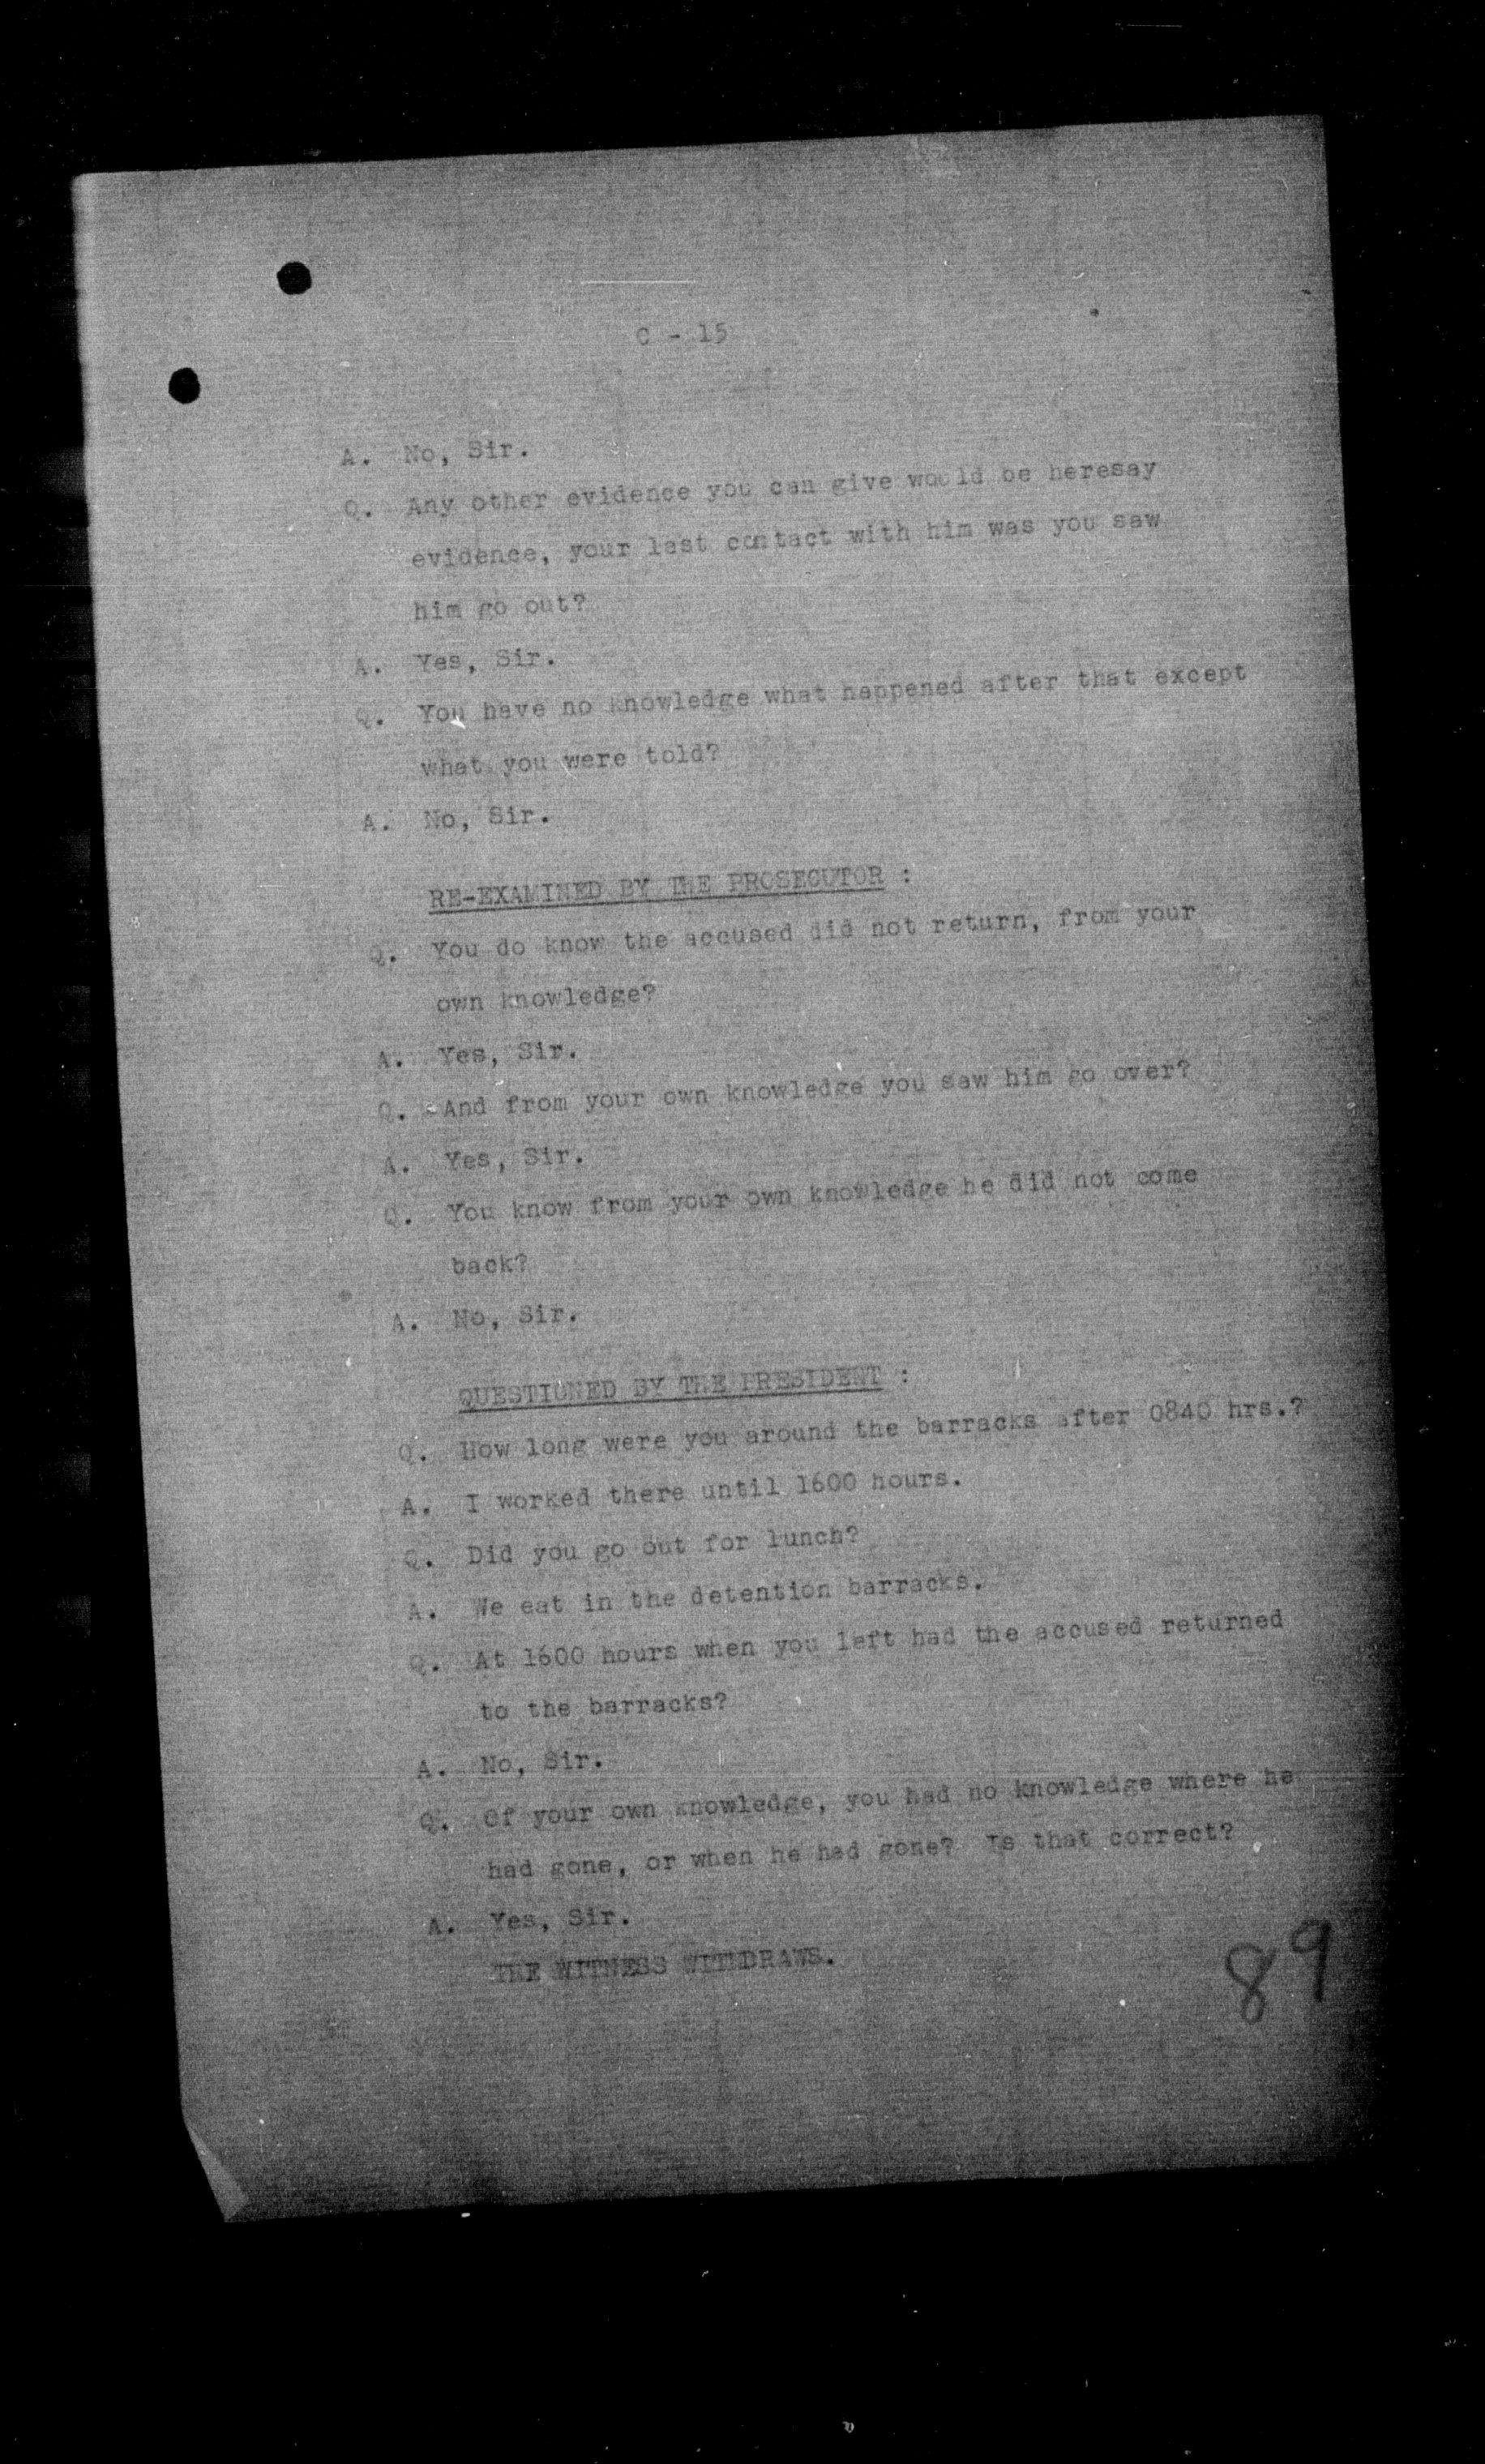 C - 15
A. No, Sir.
Q. Any other evidence you can give would be heresay
evidence, your last contact with him was you saw
him go out?
A. Yes, Sir.
Q. You have no knowledge what happened after that except
what you were told?
A. No, Sir.
RE-EXAMINED BY THE PROSECUTOR :
Q. You do know the accused did not return, from your
own knowledge?
A. Yes, Sir.
Q. And from your own knowledge you saw him go over?
A. Yes, Sir.
Q. You know from your own knowledge he did not come
back?
A. No, Sir.
QUESTIONED BY THE PRESIDENT :
Q. How long were you around the barracks after 0840 hrs.?
A. I worked there until 1600 hours.
Q. Did you go out for lunch?
A. We eat in the detention barracks.
Q. At 1600 hours when you left had the accused returned
to the barracks?
A. No, Sir.
Q. Of your own knowledge, you had no knowledge where he
had gone, or when he had gone? Is that correct?
A. Yes, Sir.
THE WITNESS WITHDRAWS.
89